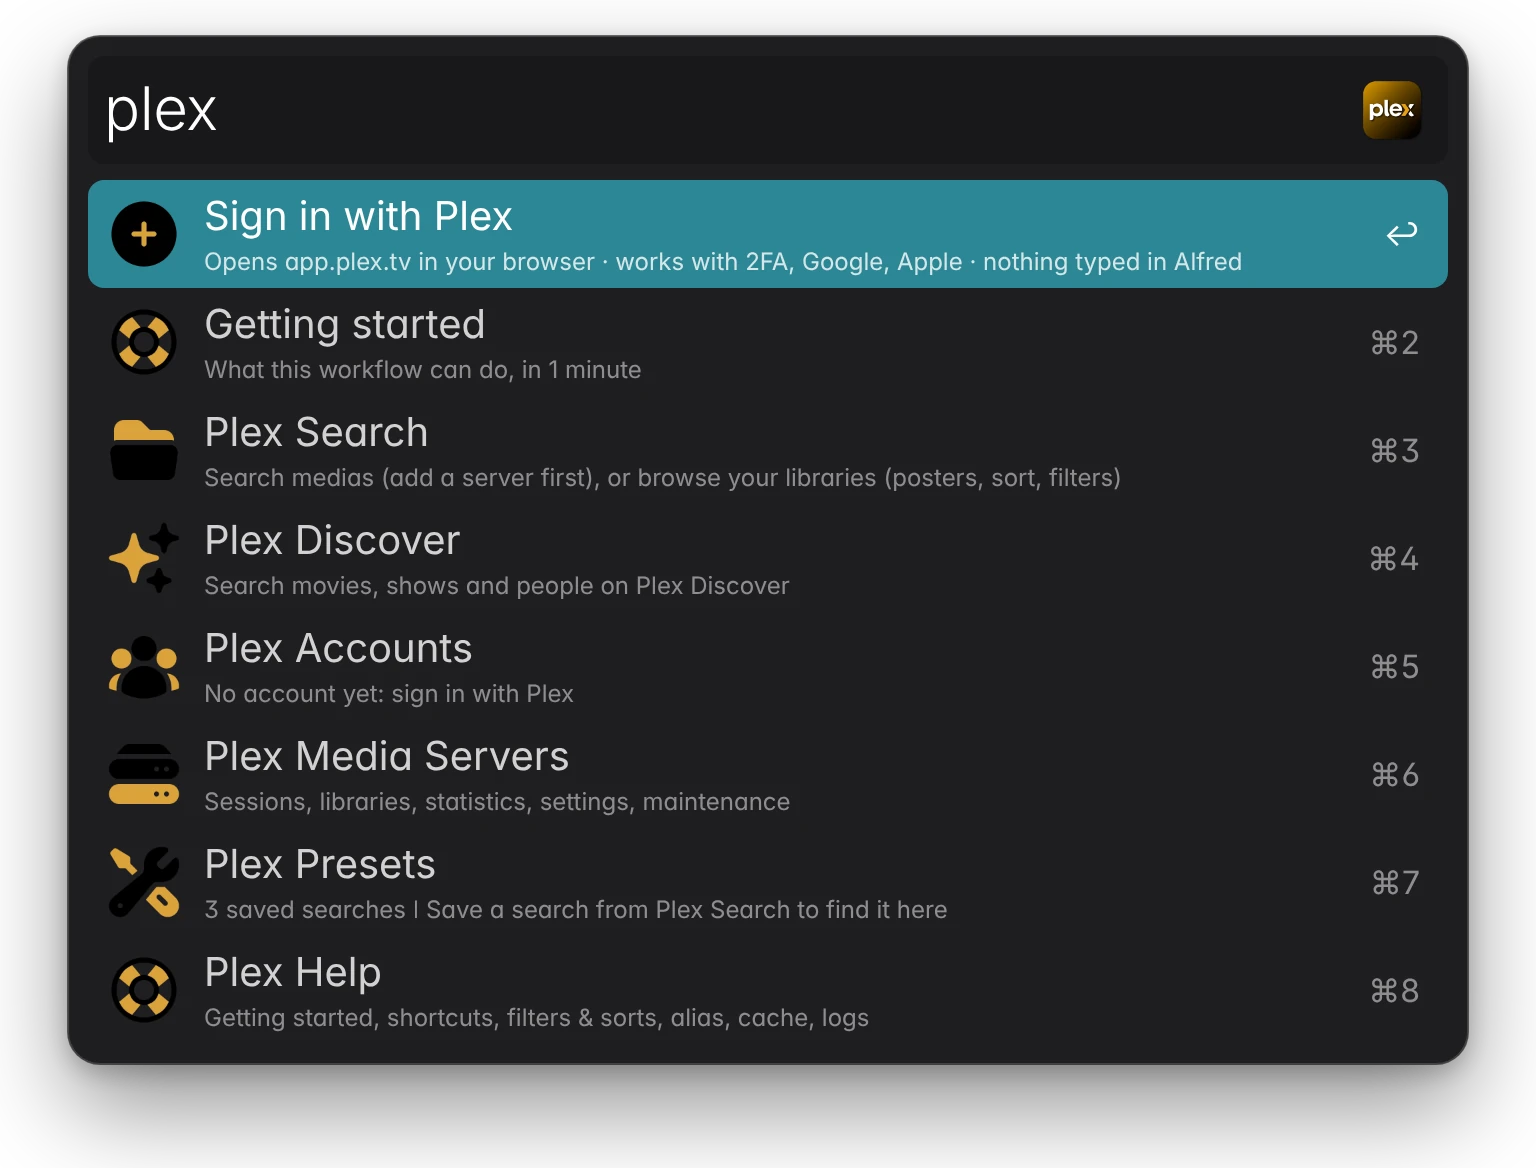 plex
plex
Sign in with Plex
Opens app.plex.tv in your browser · works with 2FA, Google, Apple · nothing typed in Alfred
Getting started
⌘2
What this workflow can do, in 1 minute
Plex Search
⌘3
Search medias (add a server first), or browse your libraries (posters, sort, filters)
Plex Discover
⌘4
Search movies, shows and people on Plex Discover
Plex Accounts
⌘5
No account yet: sign in with Plex
Plex Media Servers
⌘6
Sessions, libraries, statistics, settings, maintenance
Plex Presets
⌘7
3 saved searches | Save a search from Plex Search to find it here
Plex Help
⌘8
Getting started, shortcuts, filters & sorts, alias, cache, logs